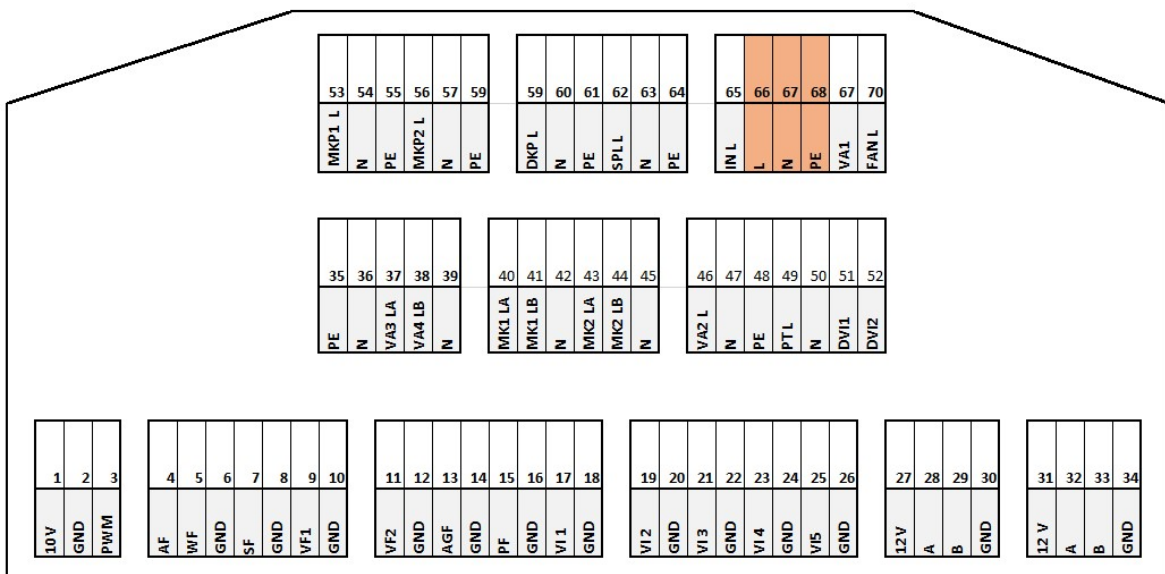 53 54 55 56 57 59 59 60 61 62 63 64 65 66 67 68 67 70
MKP1 L N PE MKP2 L N PE DKP L N PE SPL L N PE IN L L N PE VA1 FAN L
35 36 37 38 39 40 41 42 43 44 45 46 47 48 49 50 51 52
PE N VA3 LA VA4 LB N MK1 LA MK1 LB N MK2 LA MK2 LB N VA2 L N PE PT L N DVI1 DVI2
1 2 3 4 5 6 7 8 9 10 11 12 13 14 15 16 17 18 19 20 21 22 23 24 25 26 27 28 29 30 31 32 33 34
10 V GND PWM AF WF GND SF GND VF1 GND VF2 GND AGF GND PF GND VI 1 GND VI 2 GND VI 3 GND VI 4 GND VI5 GND 12 V A B GND 12 V A B GND